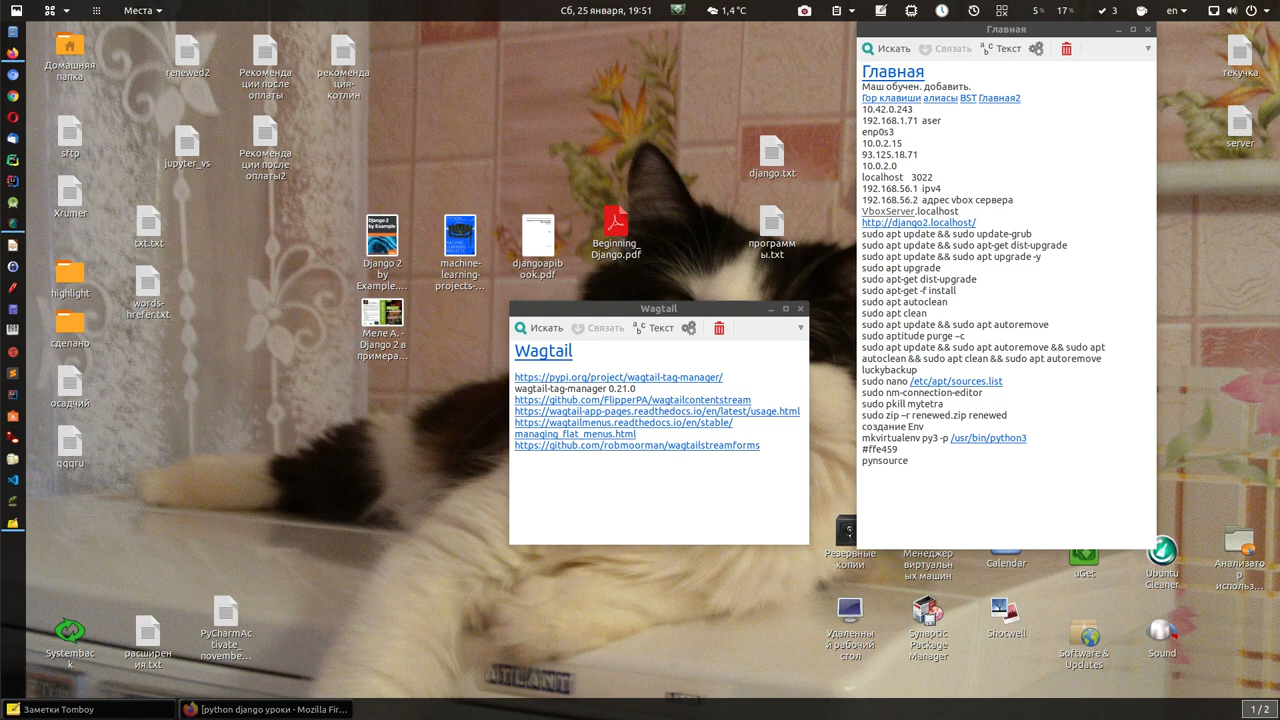 Места
Сб, 25 января, 19:51
1,4°C
5 %
17 %
3
en
Домашняя
папка
renewed2
Рекоменда
ции после
оплаты
рекоменда
ция-
котлин
sftp
jupyter_vs
Рекоменда
ции после
оплаты2
Xrumer
txt.txt
highlight
words-
hrefer.txt
сделано
осадчий
qqqru
Django 2
by
Example....
machine-
learning-
projects-...
djangoapib
ook.pdf
Beginning_
Django.pdf
Меле А. -
Django 2 в
примера...
django.txt
программ
ы.txt
текучка
server
Wagtail
Искать
Связать
Текст
Wagtail
https://pypi.org/project/wagtail-tag-manager/
wagtail-tag-manager 0.21.0
https://github.com/FlipperPA/wagtailcontentstream
https://wagtail-app-pages.readthedocs.io/en/latest/usage.html
https://wagtailmenus.readthedocs.io/en/stable/
managing_flat_menus.html
https://github.com/robmoorman/wagtailstreamforms
Главная
Искать
Связать
Текст
Главная
Маш обучен. добавить.
Гор клавиши алиасы BST Главная2
10.42.0.243
192.168.1.71 aser
enp0s3
10.0.2.15
93.125.18.71
10.0.2.0
localhost 3022
192.168.56.1 ipv4
192.168.56.2 адрес vbox сервера
VboxServer.localhost
http://django2.localhost/
sudo apt update && sudo update-grub
sudo apt update && sudo apt-get dist-upgrade
sudo apt update && sudo apt upgrade -y
sudo apt upgrade
sudo apt-get dist-upgrade
sudo apt-get -f install
sudo apt autoclean
sudo apt clean
sudo apt update && sudo apt autoremove
sudo aptitude purge ~c
sudo apt update && sudo apt autoremove && sudo apt
autoclean && sudo apt clean && sudo apt autoremove
luckybackup
sudo nano /etc/apt/sources.list
sudo nm-connection-editor
sudo pkill mytetra
sudo zip –r renewed.zip renewed
создание Env
mkvirtualenv py3 -p /usr/bin/python3
#ffe459
pynsource
Резервные
копии
Менеджер
виртуальн
ых машин
Calendar
uGet
Ubuntu
Cleaner
Анализато
р
использ...
Systembac
k
расширен
ия.txt
PyCharmAc
tivate_
novembe...
Удаленны
й рабочий
стол
Synaptic
Package
Manager
Shotwell
Software &
Updates
Sound
ATLANT
Заметки Tomboy
[python django уроки - Mozilla Fir...
1 / 2